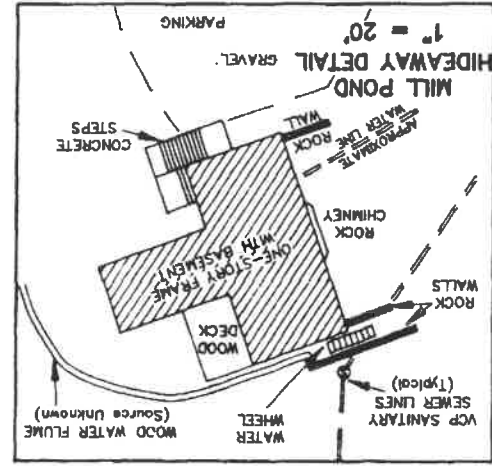 VCP SANITARY
SEWER LINES
(Typical)
WATER
WHEEL
WOOD WATER FLUME
(Source Unknown)
ROCK
WALLS
WOOD
DECK
ONE-STORY FRAME
WITH
BASEMENT
ROCK
CHIMNEY
APPROXIMATE
WATER LINE
ROCK
WALL
CONCRETE
STEPS
MILL POND
HIDEAWAY DETAIL
1" = 20'
GRAVEL
PARKING